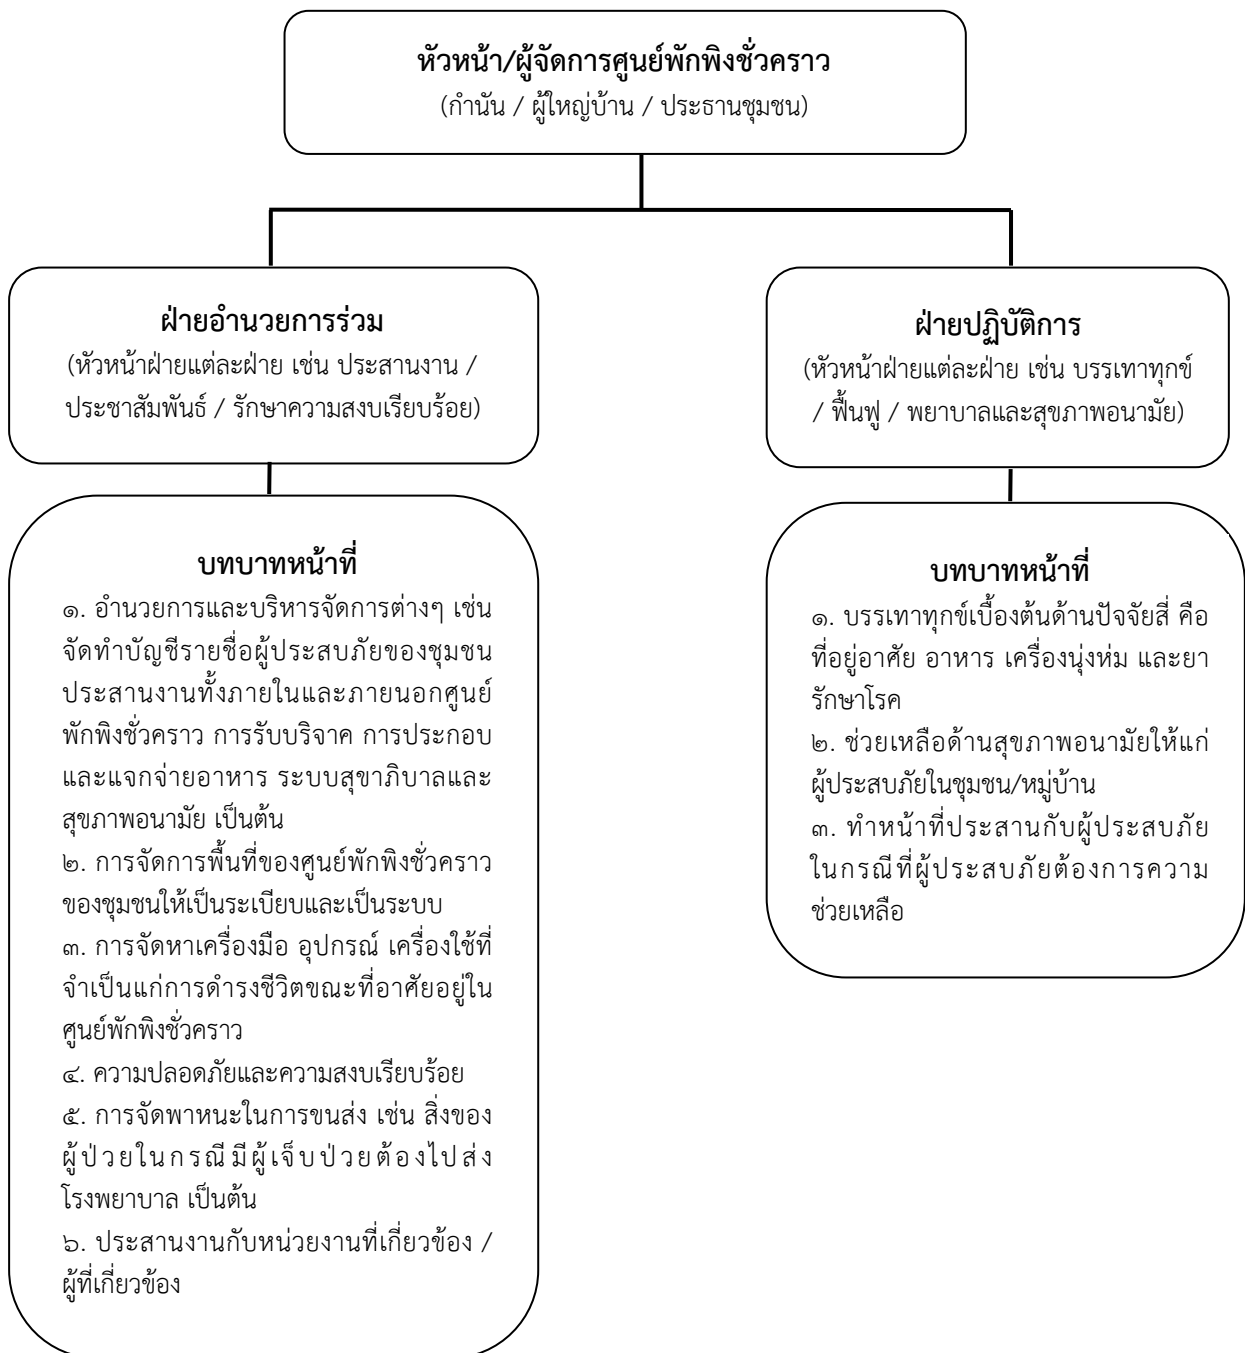 หัวหน้า/ผู้จัดการศูนย์พักพิงชั่วคราว
(กำนัน / ผู้ใหญ่บ้าน / ประธานชุมชน)
ฝ่ายอำนวยการร่วม
(หัวหน้าฝ่ายแต่ละฝ่าย เช่น ประสานงาน /
ประชาสัมพันธ์ / รักษาความสงบเรียบร้อย)
บทบาทหน้าที่
๑. อำนวยการและบริหารจัดการต่างๆ เช่น
จัดทำบัญชีรายชื่อผู้ประสบภัยของชุมชน
ประสานงานทั้งภายในและภายนอกศูนย์
พักพิงชั่วคราว การรับบริจาค การประกอบ
และแจกจ่ายอาหาร ระบบสุขาภิบาลและ
สุขภาพอนามัย เป็นต้น
๒. การจัดการพื้นที่ของศูนย์พักพิงชั่วคราว
ของชุมชนให้เป็นระเบียบและเป็นระบบ
๓. การจัดหาเครื่องมือ อุปกรณ์ เครื่องใช้ที่
จำเป็นแก่การดำรงชีวิตขณะที่อาศัยอยู่ใน
ศูนย์พักพิงชั่วคราว
๔. ความปลอดภัยและความสงบเรียบร้อย
๕. การจัดพาหนะในการขนส่ง เช่น สิ่งของ
ผู้ป่วยในกรณีมีผู้เจ็บป่วยต้องไปส่ง
โรงพยาบาล เป็นต้น
๖. ประสานงานกับหน่วยงานที่เกี่ยวข้อง /
ผู้ที่เกี่ยวข้อง
ฝ่ายปฏิบัติการ
(หัวหน้าฝ่ายแต่ละฝ่าย เช่น บรรเทาทุกข์
/ ฟื้นฟู / พยาบาลและสุขภาพอนามัย)
บทบาทหน้าที่
๑. บรรเทาทุกข์เบื้องต้นด้านปัจจัยสี่ คือ
ที่อยู่อาศัย อาหาร เครื่องนุ่งห่ม และยา
รักษาโรค
๒. ช่วยเหลือด้านสุขภาพอนามัยให้แก่
ผู้ประสบภัยในชุมชน/หมู่บ้าน
๓. ทำหน้าที่ประสานกับผู้ประสบภัย
ในกรณีที่ผู้ประสบภัยต้องการความ
ช่วยเหลือ